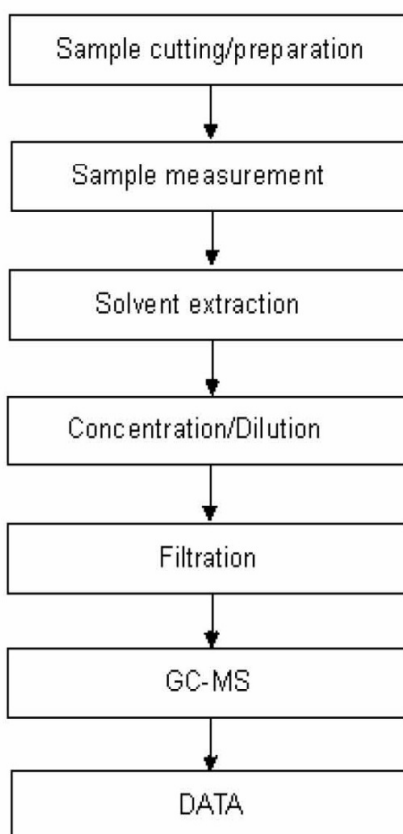 Sample cutting/preparation
Sample measurement
Solvent extraction
Concentration/Dilution
Filtration
GC-MS
DATA